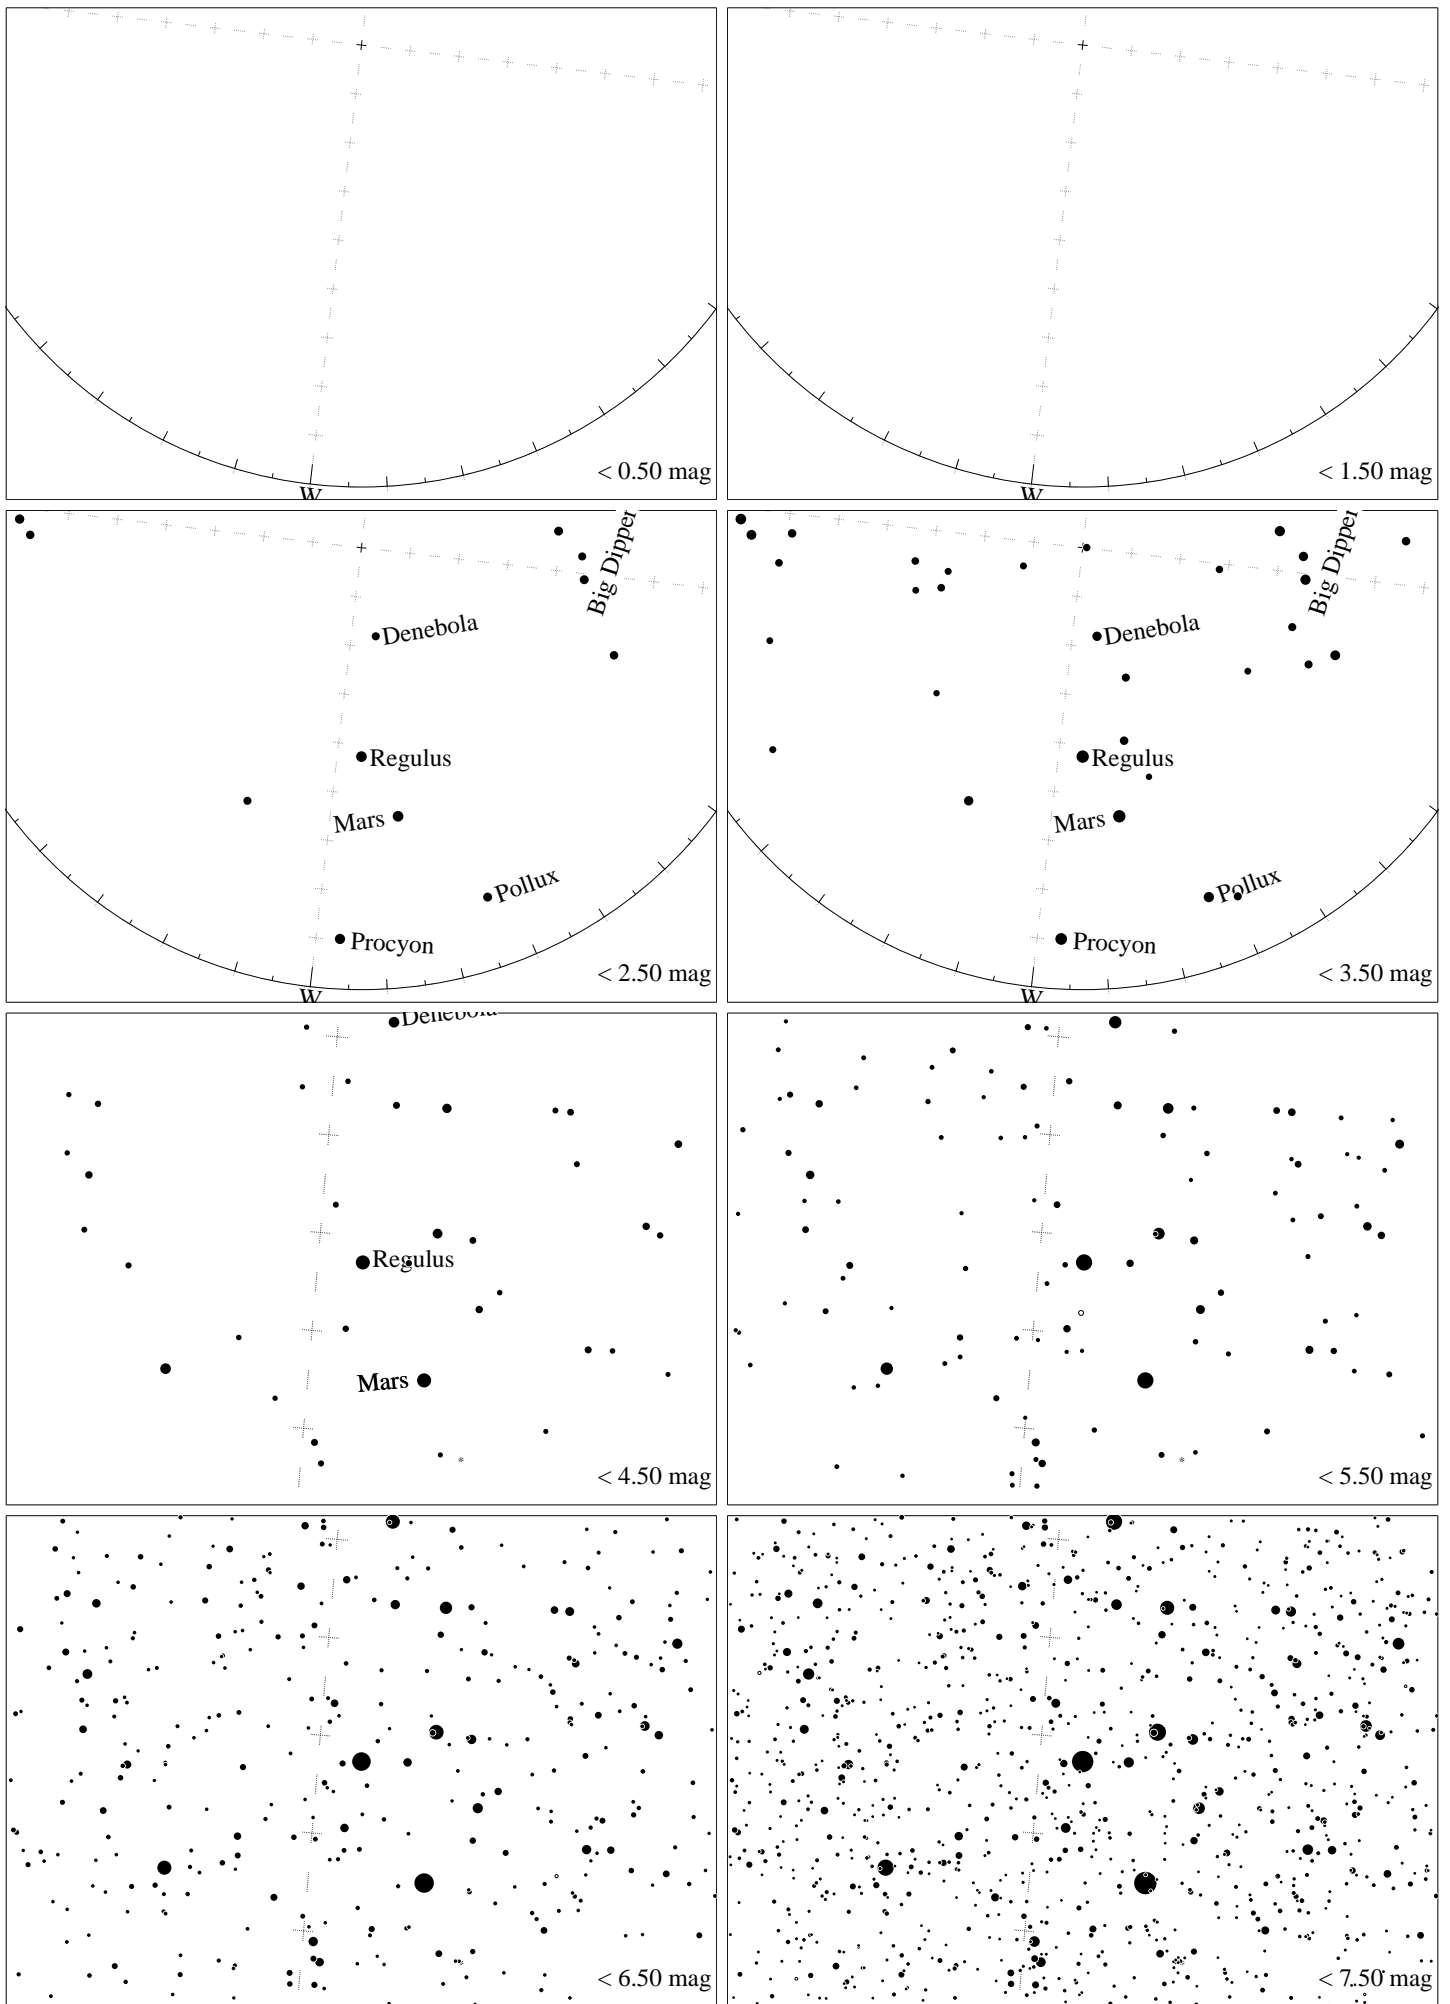 < 0.50 mag
W
< 1.50 mag
W
Big Dipper
Denebola
Regulus
Mars
Pollux
Procyon
< 2.50 mag
W
Big Dipper
Denebola
Regulus
Mars
Pollux
Procyon
< 3.50 mag
W
Denebola
Regulus
Mars
< 4.50 mag
< 5.50 mag
< 6.50 mag
< 7.50 mag